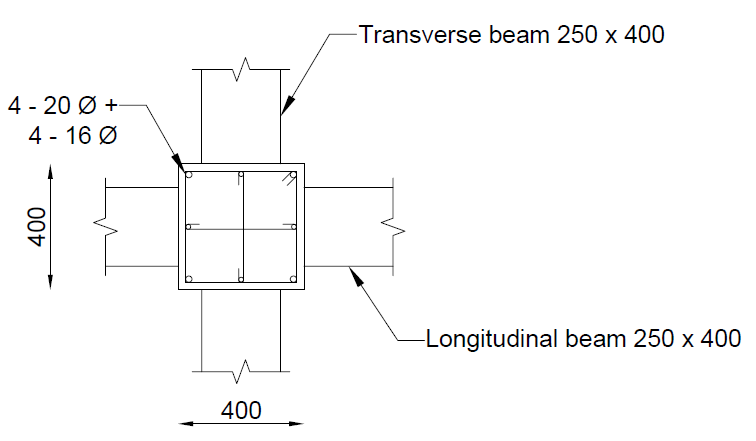 Transverse beam 250 x 400
4 - 20 Ø +
4 - 16 Ø
400
Longitudinal beam 250 x 400
400